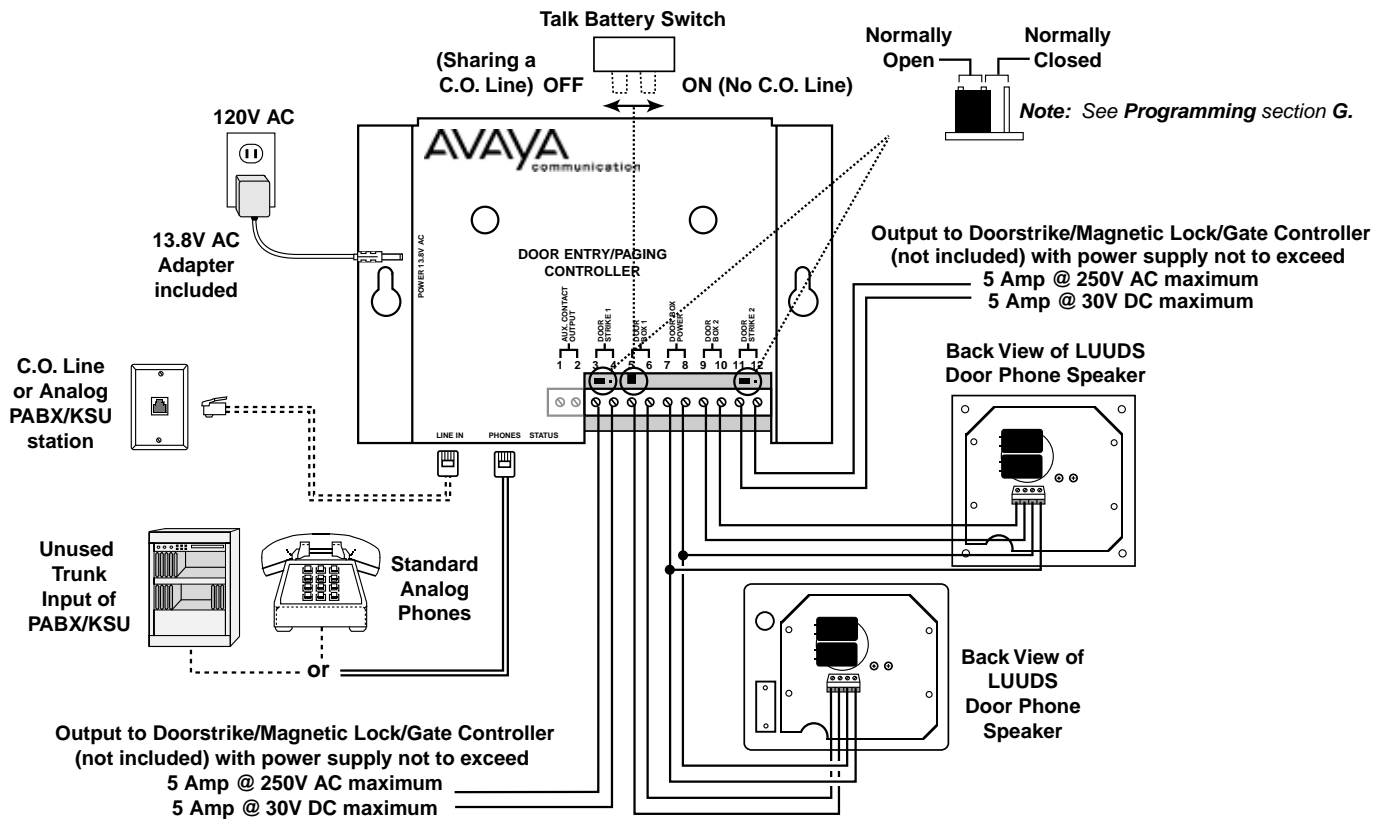 Talk Battery Switch
(Sharing a
C.O. Line) OFF
ON (No C.O. Line)
Normally
Open
Normally
Closed
Note: See Programming section G.
120V AC
13.8V AC
Adapter
included
POWER 13.8V AC
AVAYA
communication
DOOR ENTRY/PAGING
CONTROLLER
AUX. CONTACT
OUTPUT
DOOR
STRIKE 1
DOOR
BOX 1
DOOR BOX
POWER
DOOR
BOX 2
DOOR
STRIKE 2
1 2 3 4 5 6 7 8 9 10 11 12
LINE IN PHONES STATUS
Output to Doorstrike/Magnetic Lock/Gate Controller
(not included) with power supply not to exceed
5 Amp @ 250V AC maximum
5 Amp @ 30V DC maximum
C.O. Line
or Analog
PABX/KSU
station
Back View of LUUDS
Door Phone Speaker
Unused
Trunk
Input of
PABX/KSU
Standard
Analog
Phones
or
Back View of
LUUDS
Door Phone
Speaker
Output to Doorstrike/Magnetic Lock/Gate Controller
(not included) with power supply not to exceed
5 Amp @ 250V AC maximum
5 Amp @ 30V DC maximum